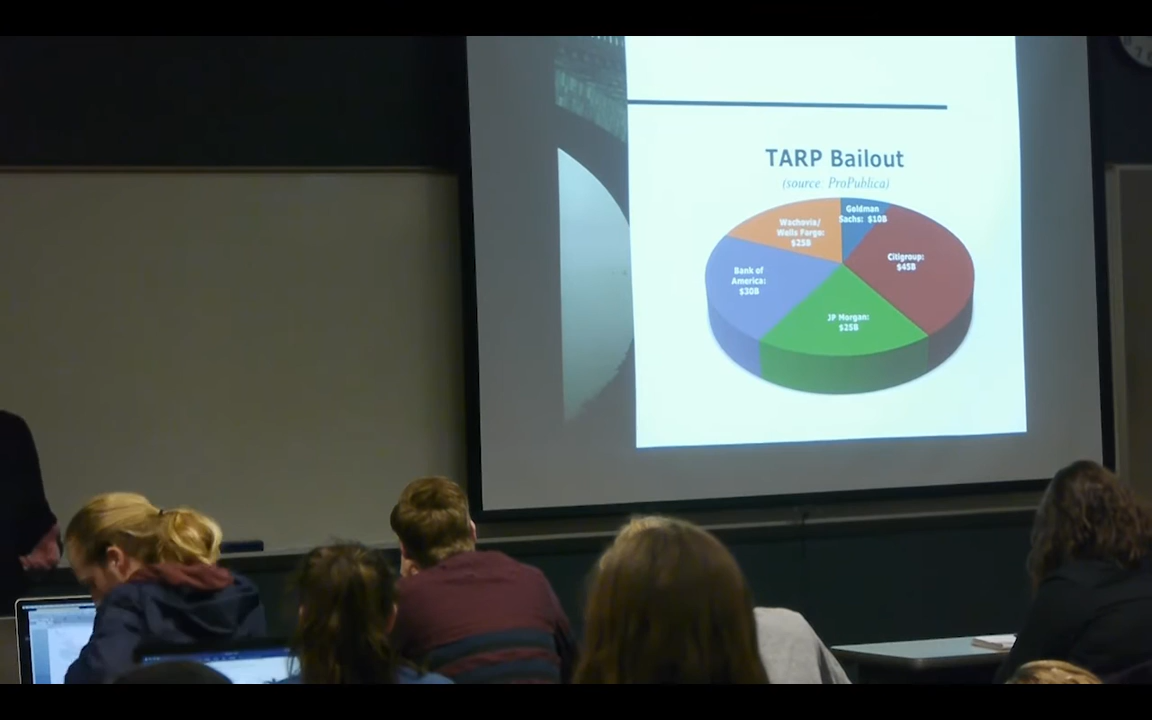 TARP Bailout
(source: ProPublica)
Goldman
Sachs: $10B
Wachovia/
Wells Fargo:
$25B
Citigroup:
$45B
Bank of
America:
$30B
JP Morgan:
$25B